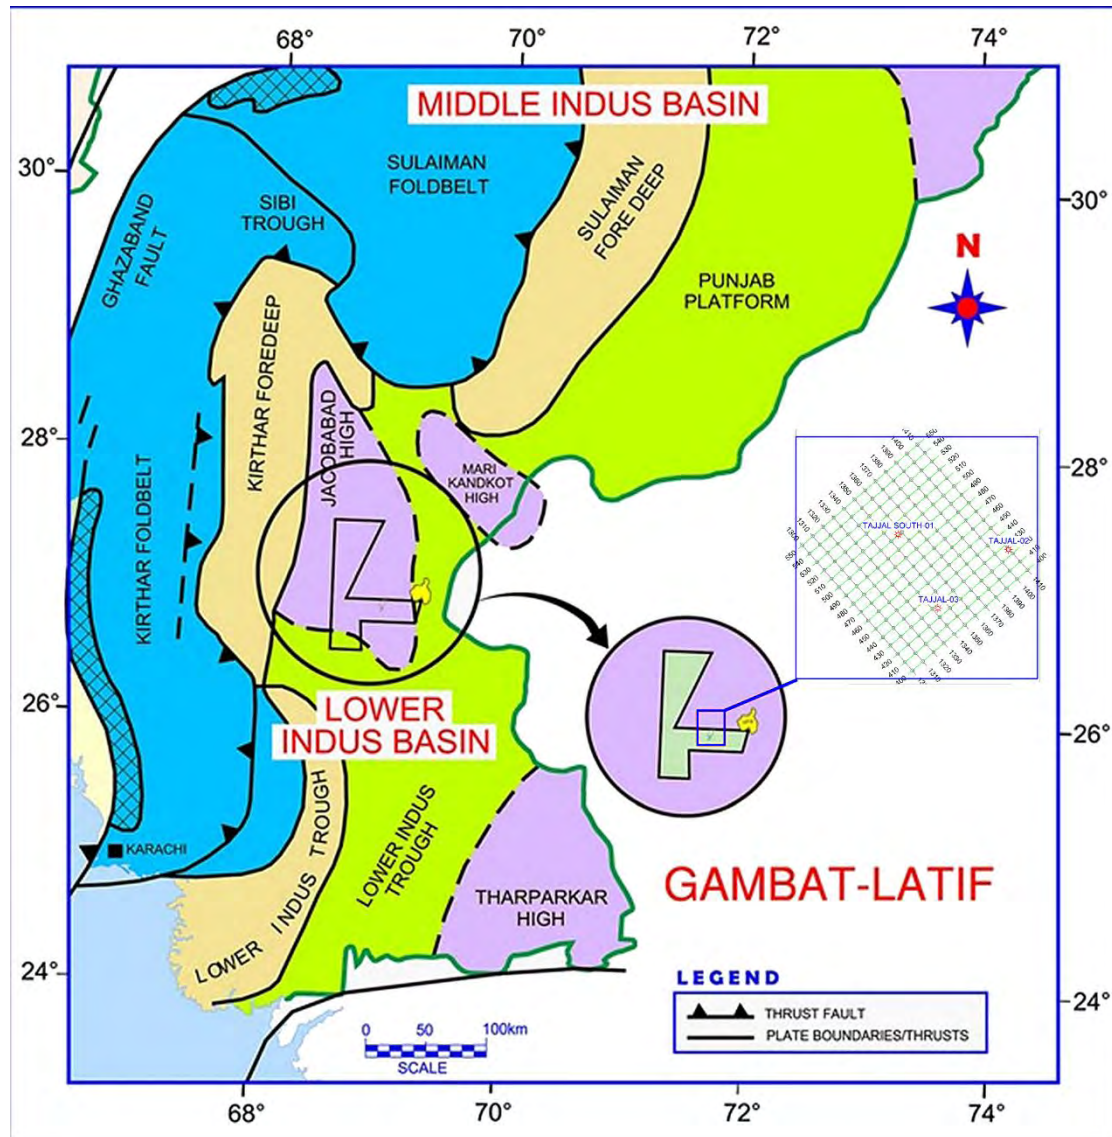 68°
70°
72°
74°
MIDDLE INDUS BASIN
30°
30°
SULAIMAN
FOLDBELT
SULAIMAN
FORE DEEP
SIBI
TROUGH
GHAZABAND
FAULT
PUNJAB
PLATFORM
N
KIRTHAR FOREDEEP
JACOBABAD
HIGH
MARI
KANDKOT
HIGH
28°
28°
KIRTHAR FOLDBELT
TAJJAL SOUTH-01
TAJJAL-02
TAJJAL-03
26°
26°
LOWER
INDUS BASIN
LOWER INDUS TROUGH
LOWER INDUS
TROUGH
KARACHI
THARPARKAR
HIGH
GAMBAT-LATIF
24°
24°
LEGEND
THRUST FAULT
PLATE BOUNDARIES/THRUSTS
0 50 100km
SCALE
68°
70°
72°
74°